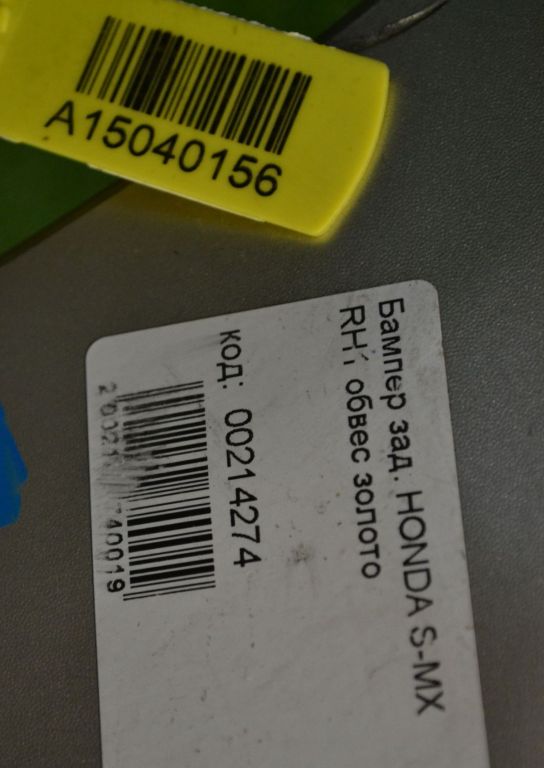 A15040156
Бампер зад. HONDA S-MX
RH1 обвес золото
код: 00214274